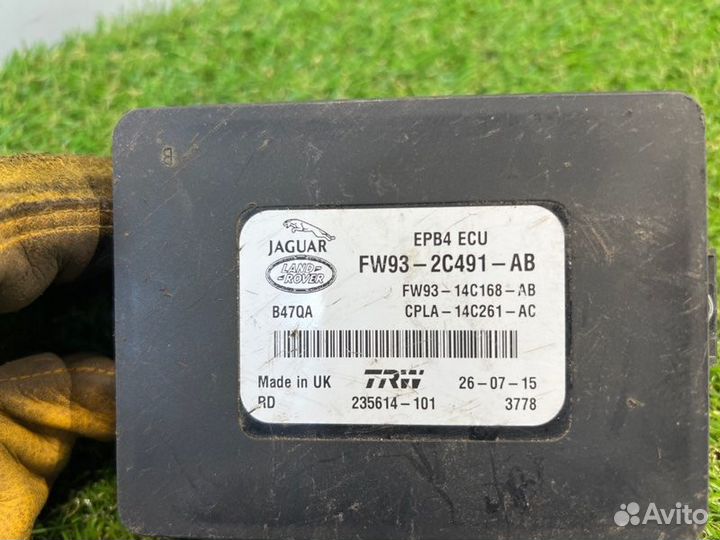 JAGUAR
LAND-
ROVER
B47QA
EPB4 ECU
FW93-2C491-AB
FW93-14C168-AB
CPLA-14C261-AC
Made in UK TRW 26-07-15
RD 235614-101 3778
Avito